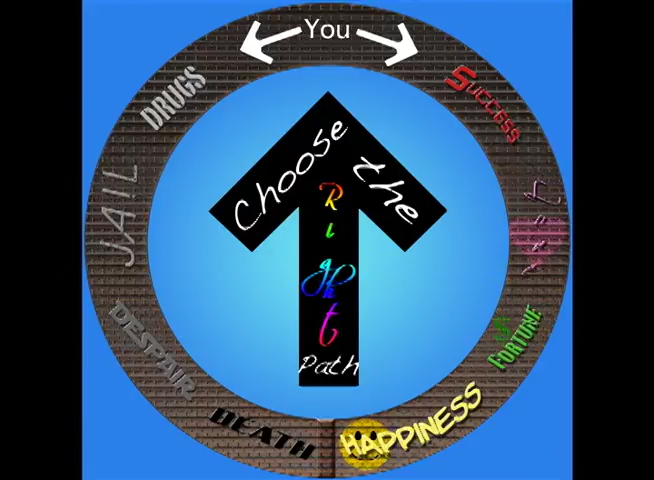 You
DRUGS
SUCCESS
JAIL
DESPAIR
FORTUNE
DEATH
HAPPINESS
Choose the
Right
Path